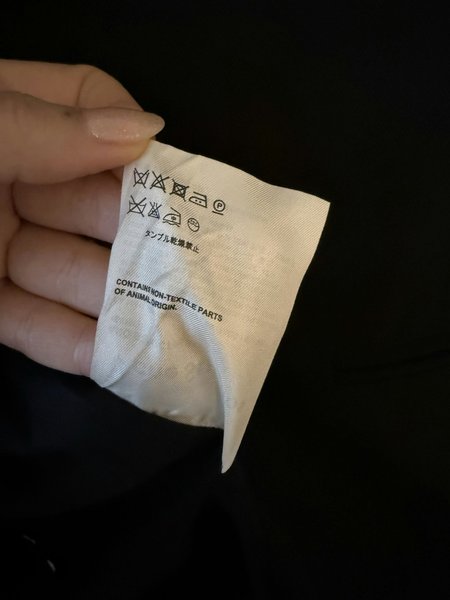 P
タンブル乾燥禁止
CONTAINS NON-TEXTILE PARTS
OF ANIMAL ORIGIN.